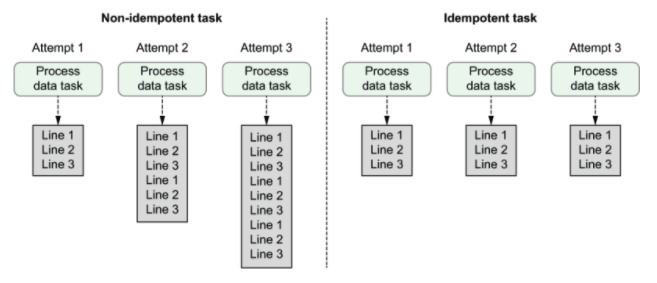 Non-idempotent task
Attempt 1
Process
data task
Line 1
Line 2
Line 3
Attempt 2
Process
data task
Line 1
Line 2
Line 3
Line 1
Line 2
Line 3
Attempt 3
Process
data task
Line 1
Line 2
Line 3
Line 1
Line 2
Line 3
Line 1
Line 2
Line 3
Idempotent task
Attempt 1
Process
data task
Line 1
Line 2
Line 3
Attempt 2
Process
data task
Line 1
Line 2
Line 3
Attempt 3
Process
data task
Line 1
Line 2
Line 3